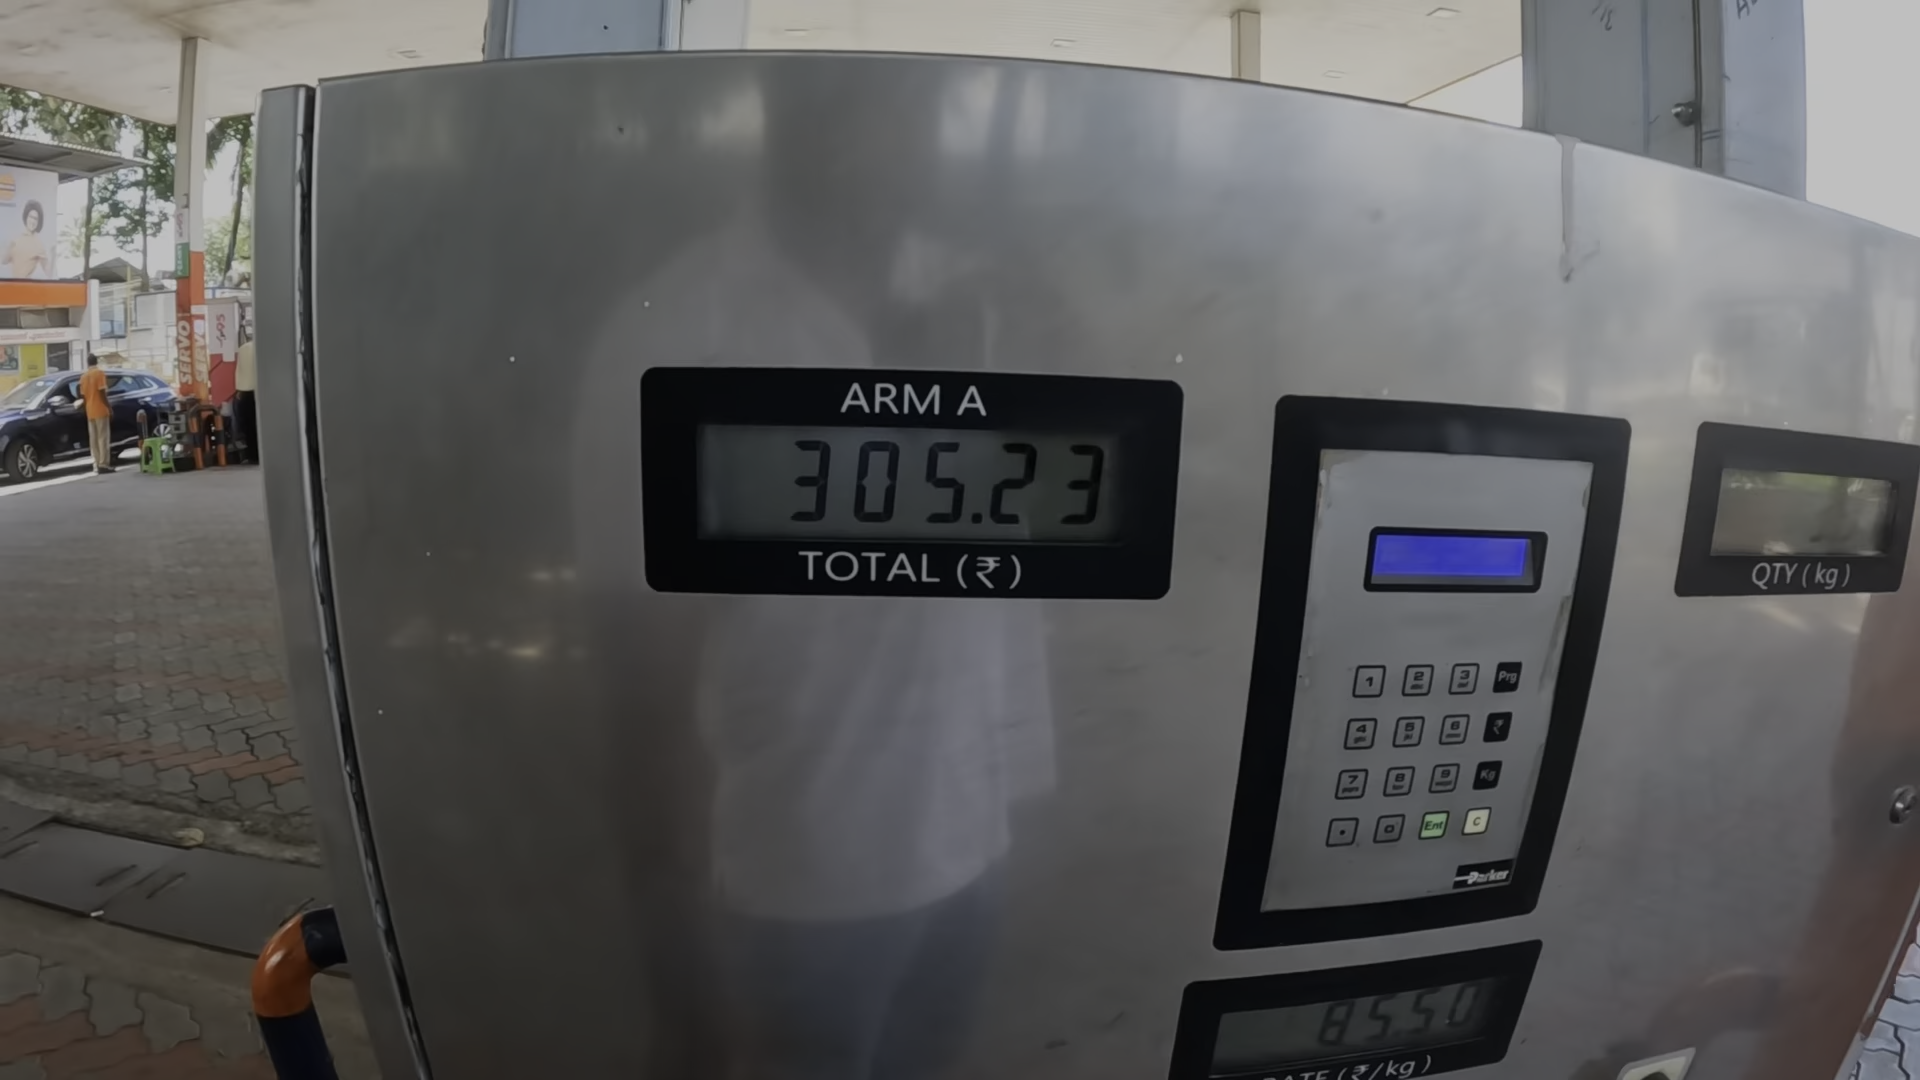 ARM A
305.23
TOTAL (₹)
QTY (kg)
1 2 3 Prg
4 5 6 ₹
7 8 9 Kg
. 0 Ent C
Parker
85.50
RATE (₹/kg)
SERVO
SERVO